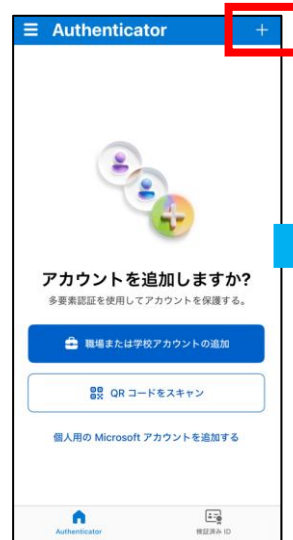 Authenticator
アカウントを追加しますか?
多要素認証を使用してアカウントを保護する。
職場または学校アカウントの追加
QR コードをスキャン
個人用の Microsoft アカウントを追加する
Authenticator
検証済み ID